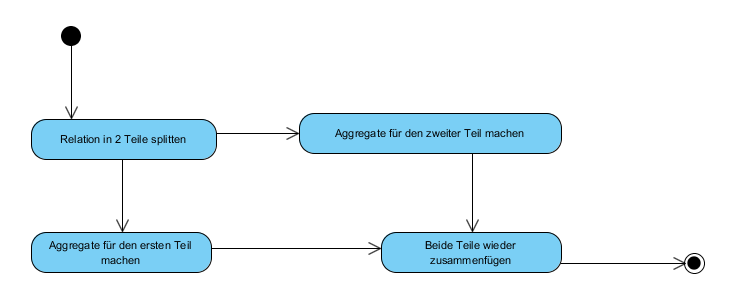 Relation in 2 Teile splitten
Aggregate für den zweiter Teil machen
Aggregate für den ersten Teil
machen
Beide Teile wieder
zusammenfügen